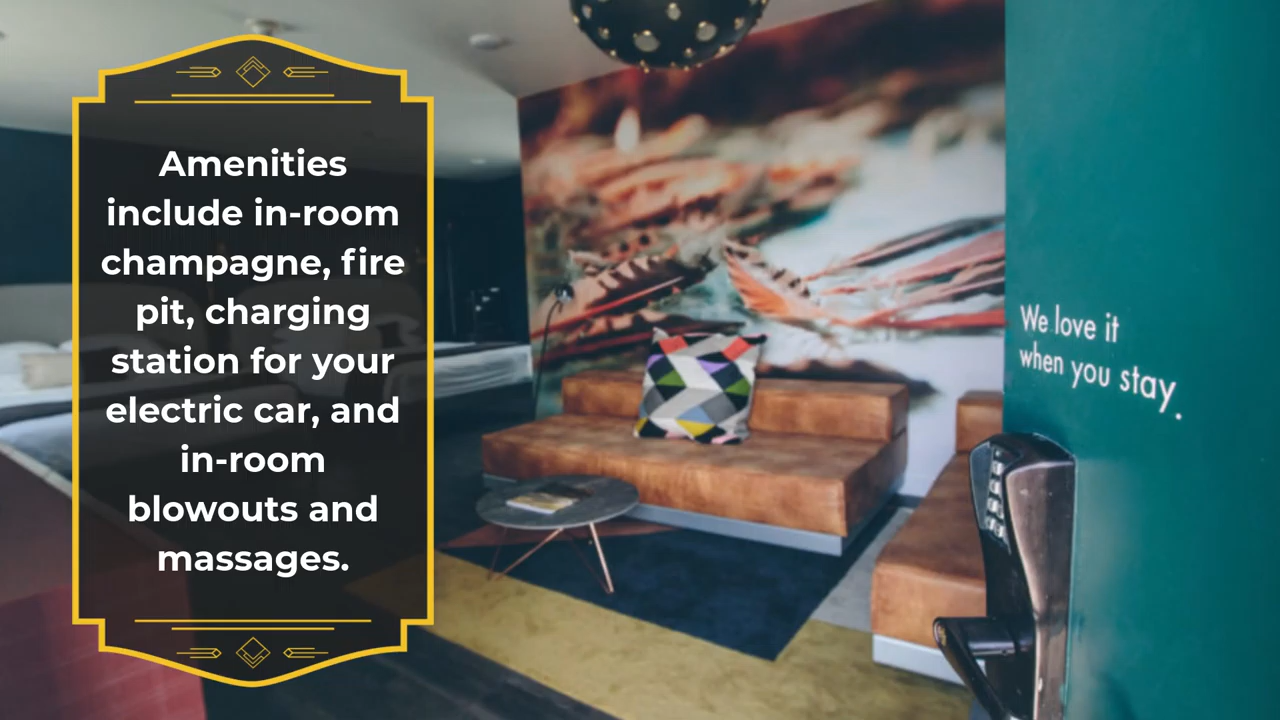 Amenities
include in-room
champagne, fire
pit, charging
station for your
electric car, and
in-room
blowouts and
massages.
We love it
when you stay.